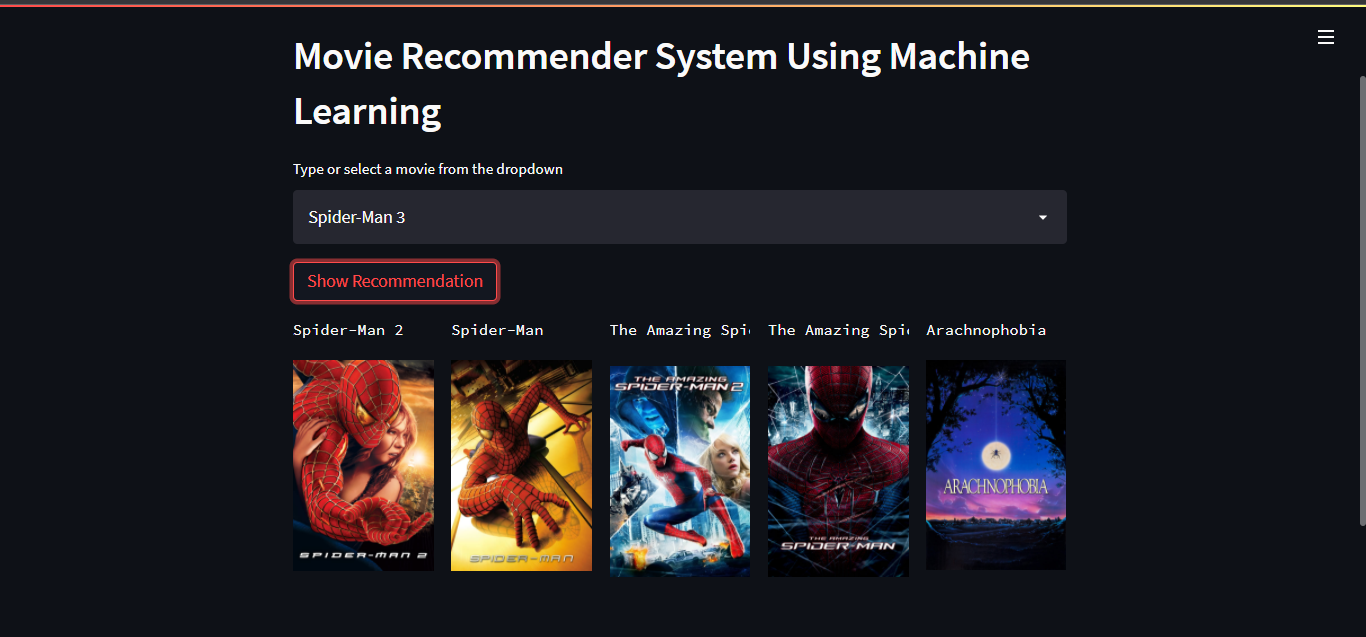 Movie Recommender System Using Machine
Learning
Type or select a movie from the dropdown
Spider-Man 3
Show Recommendation
Spider-Man 2
Spider-Man
The Amazing Spi
The Amazing Spi
Arachnophobia
SPIDER-MAN 2
SPIDER-MAN
THE AMAZING
SPIDER-MAN 2
THE AMAZING
SPIDER-MAN
ARACHNOPHOBIA